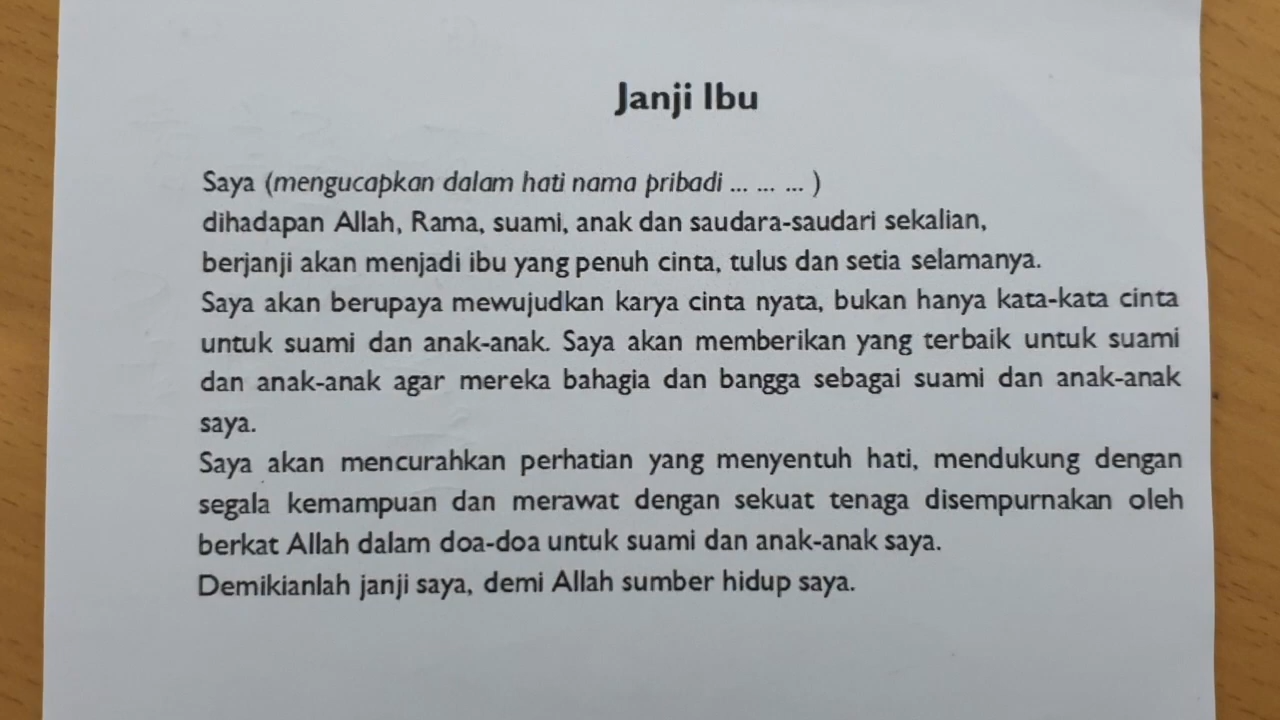 Janji Ibu
Saya (mengucapkan dalam hati nama pribadi ... ... ... )
dihadapan Allah, Rama, suami, anak dan saudara-saudari sekalian,
berjanji akan menjadi ibu yang penuh cinta, tulus dan setia selamanya.
Saya akan berupaya mewujudkan karya cinta nyata, bukan hanya kata-kata cinta
untuk suami dan anak-anak. Saya akan memberikan yang terbaik untuk suami
dan anak-anak agar mereka bahagia dan bangga sebagai suami dan anak-anak
saya.
Saya akan mencurahkan perhatian yang menyentuh hati, mendukung dengan
segala kemampuan dan merawat dengan sekuat tenaga disempurnakan oleh
berkat Allah dalam doa-doa untuk suami dan anak-anak saya.
Demikianlah janji saya, demi Allah sumber hidup saya.